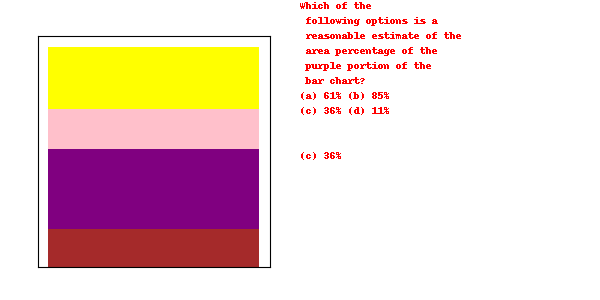 Which of the
following options is a
reasonable estimate of the
area percentage of the
purple portion of the
bar chart?
(a) 61% (b) 85%
(c) 36% (d) 11%
(c) 36%